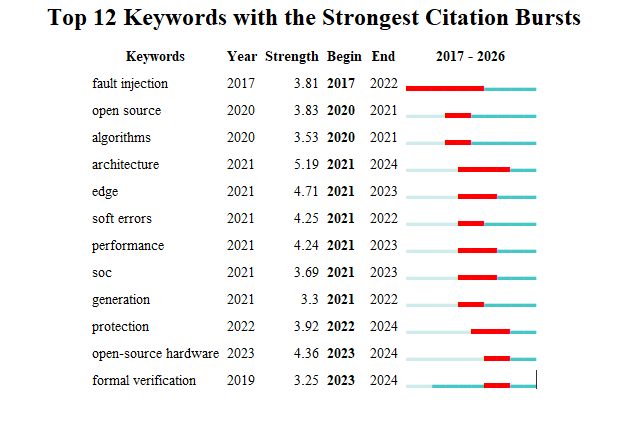 Top 12 Keywords with the Strongest Citation Bursts
Keywords Year Strength Begin End 2017 - 2026
fault injection 2017 3.81 2017 2022
open source 2020 3.83 2020 2021
algorithms 2020 3.53 2020 2021
architecture 2021 5.19 2021 2024
edge 2021 4.71 2021 2023
soft errors 2021 4.25 2021 2022
performance 2021 4.24 2021 2023
soc 2021 3.69 2021 2023
generation 2021 3.3 2021 2022
protection 2022 3.92 2022 2024
open-source hardware 2023 4.36 2023 2024
formal verification 2019 3.25 2023 2024